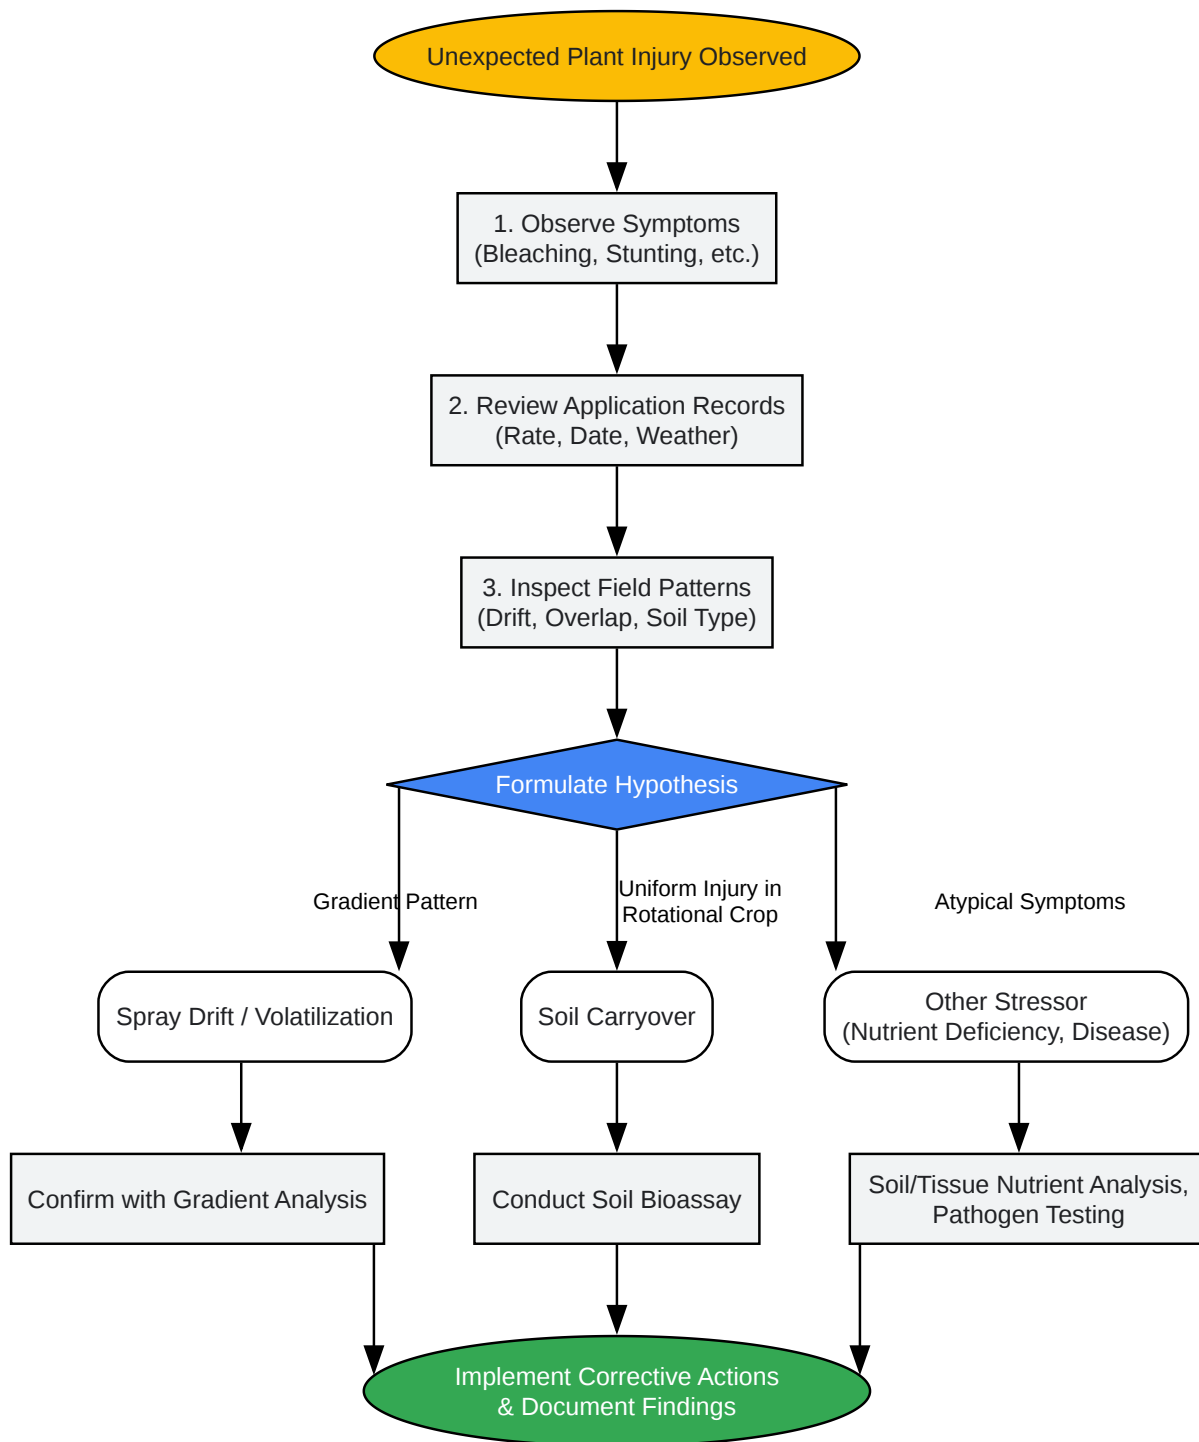 Unexpected Plant Injury Observed
1. Observe Symptoms
(Bleaching, Stunting, etc.)
2. Review Application Records
(Rate, Date, Weather)
3. Inspect Field Patterns
(Drift, Overlap, Soil Type)
Formulate Hypothesis
Gradient Pattern
Uniform Injury in
Rotational Crop
Atypical Symptoms
Spray Drift / Volatilization
Soil Carryover
Other Stressor
(Nutrient Deficiency, Disease)
Confirm with Gradient Analysis
Conduct Soil Bioassay
Soil/Tissue Nutrient Analysis,
Pathogen Testing
Implement Corrective Actions
& Document Findings